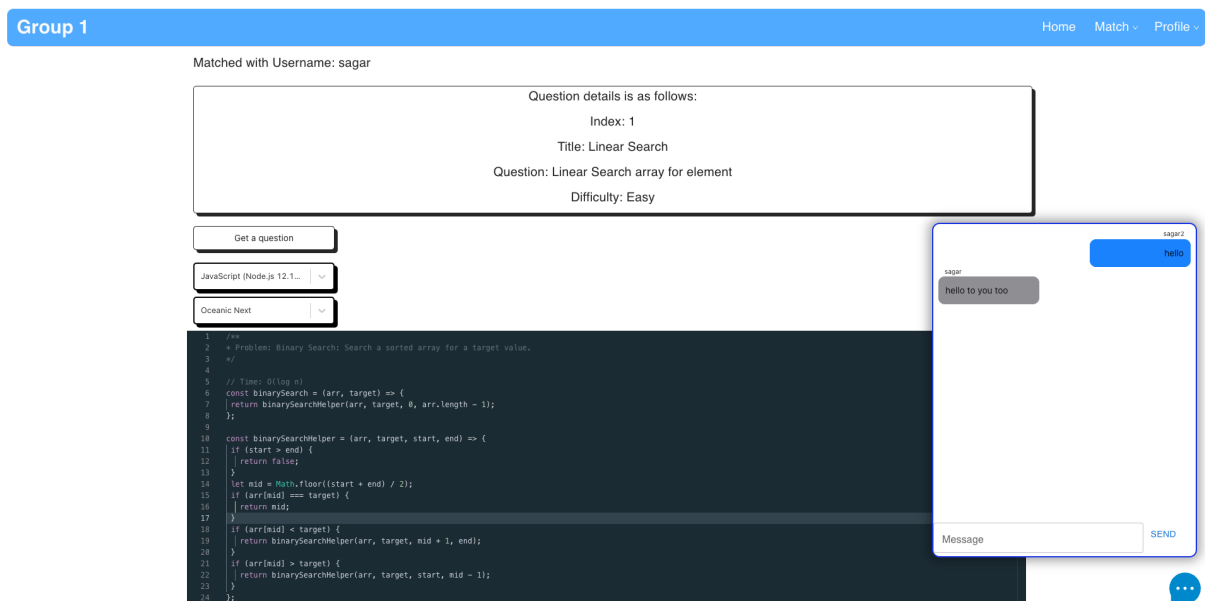 Group 1
Home Match Profile
Matched with Username: sagar
Question details is as follows:
Index: 1
Title: Linear Search
Question: Linear Search array for element
Difficulty: Easy
Get a question
JavaScript (Node.js 12.1...
Oceanic Next
1 /**
2 * Problem: Binary Search: Search a sorted array for a target value.
3 */
4
5 // Time: O(log n)
6 const binarySearch = (arr, target) => {
7 return binarySearchHelper(arr, target, 0, arr.length - 1);
8 };
9
10 const binarySearchHelper = (arr, target, start, end) => {
11 if (start > end) {
12 return false;
13 }
14 let mid = Math.floor((start + end) / 2);
15 if (arr[mid] === target) {
16 return mid;
17 }
18 if (arr[mid] < target) {
19 return binarySearchHelper(arr, target, mid + 1, end);
20 }
21 if (arr[mid] > target) {
22 return binarySearchHelper(arr, target, start, mid - 1);
23 }
24 };
sagar2
hello
sagar
hello to you too
Message
SEND